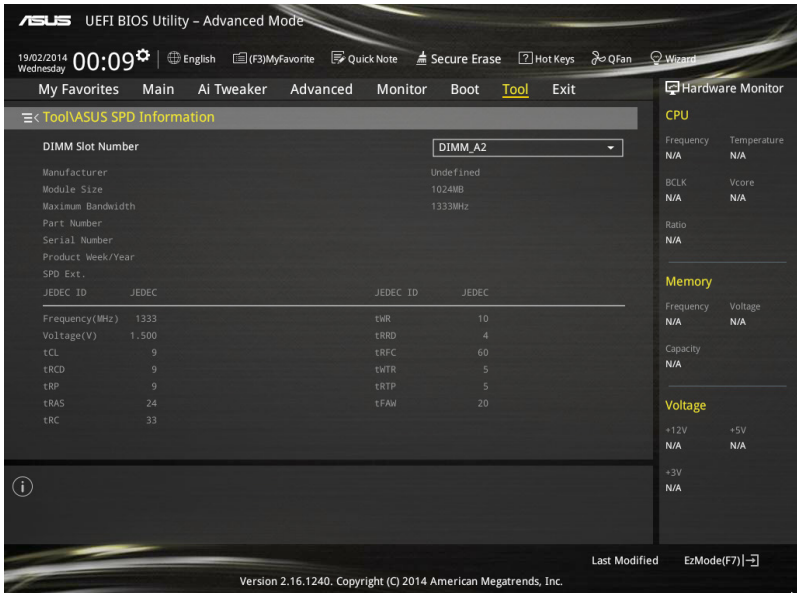 ASUS UEFI BIOS Utility – Advanced Mode
19/02/2014 Wednesday 00:09 English (F3)MyFavorite Quick Note Secure Erase ? Hot Keys QFan Wizard
My Favorites Main Ai Tweaker Advanced Monitor Boot Tool Exit
Hardware Monitor
Tool\ASUS SPD Information
DIMM Slot Number DIMM_A2
Manufacturer Undefined
Module Size 1024MB
Maximum Bandwidth 1333MHz
Part Number
Serial Number
Product Week/Year
SPD Ext.
JEDEC ID JEDEC JEDEC ID JEDEC
Frequency(MHz) 1333 tWR 10
Voltage(V) 1.500 tRRD 4
tCL 9 tRFC 60
tRCD 9 tWTR 5
tRP 9 tRTP 5
tRAS 24 tFAW 20
tRC 33
CPU
Frequency Temperature
N/A N/A
BCLK Vcore
N/A N/A
Ratio
N/A
Memory
Frequency Voltage
N/A N/A
Capacity
N/A
Voltage
+12V +5V
N/A N/A
+3V
N/A
Last Modified EzMode(F7)
Version 2.16.1240. Copyright (C) 2014 American Megatrends, Inc.